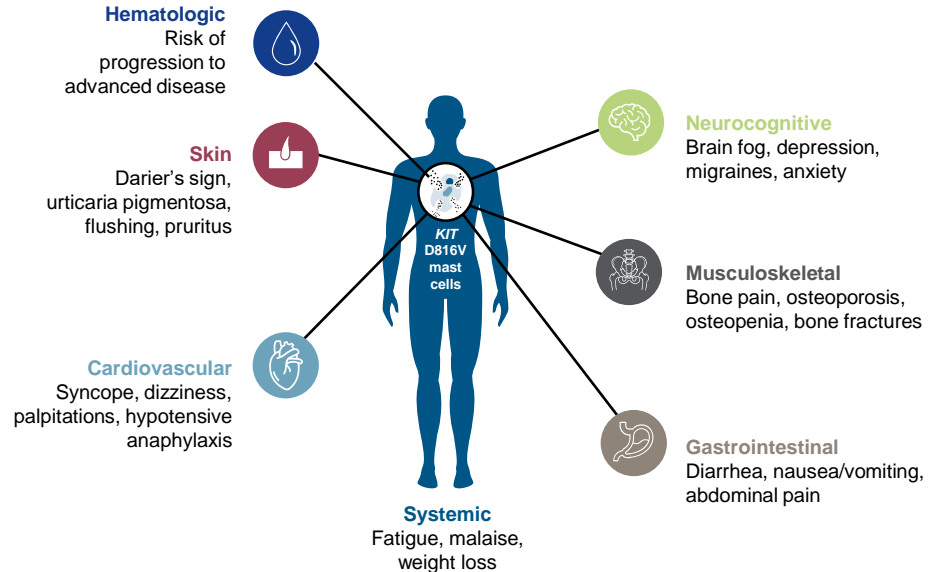 Hematologic
Risk of
progression to
advanced disease
Skin
Darier's sign,
urticaria pigmentosa,
flushing, pruritus
Cardiovascular
Syncope, dizziness,
palpitations, hypotensive
anaphylaxis
KIT
D816V
mast
cells
Neurocognitive
Brain fog, depression,
migraines, anxiety
Musculoskeletal
Bone pain, osteoporosis,
osteopenia, bone fractures
Gastrointestinal
Diarrhea, nausea/vomiting,
abdominal pain
Systemic
Fatigue, malaise,
weight loss